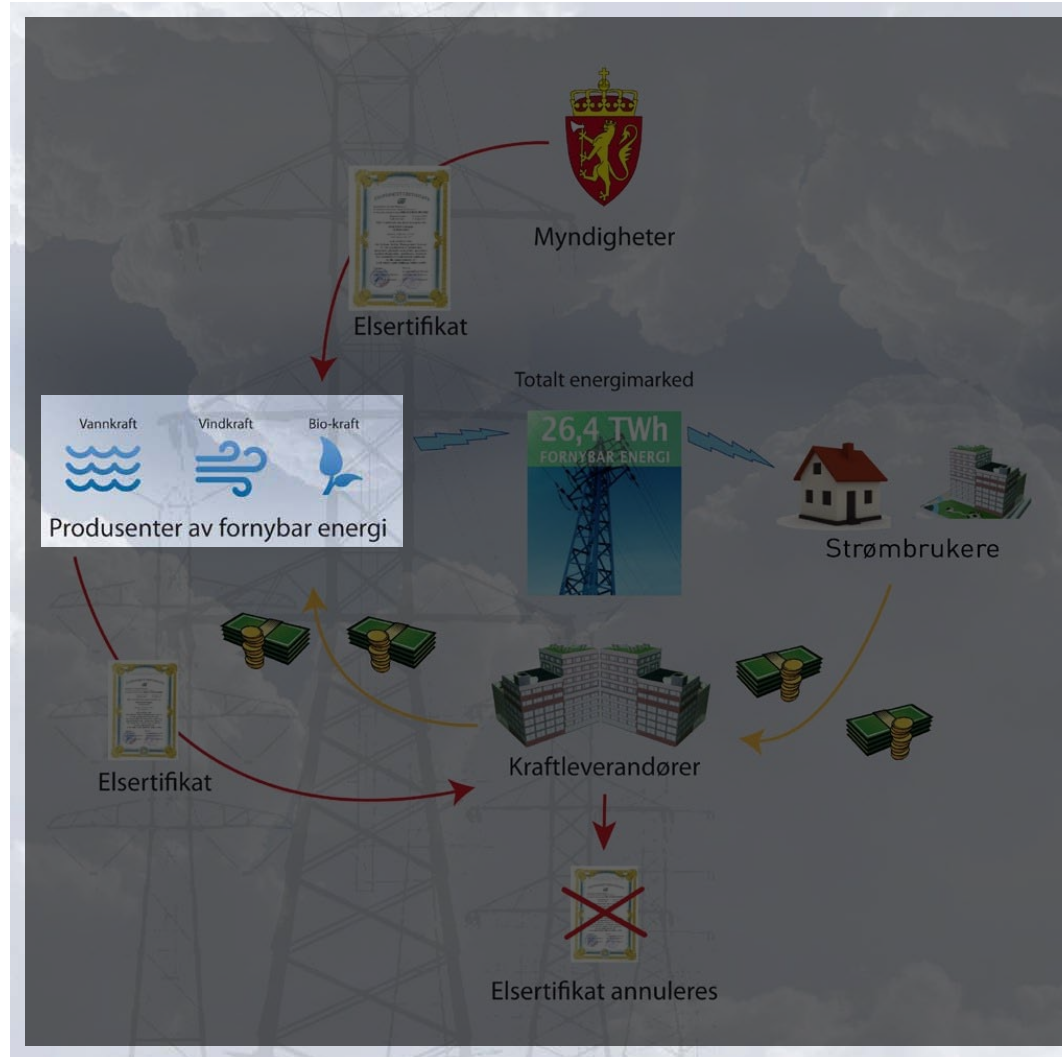 Myndigheter
Elsertifikat
Totalt energimarked
Vannkraft
Vindkraft
Bio-kraft
26,4 TWh
FORNYBAR ENERGI
Produsenter av fornybar energi
Strømbrukere
Elsertifikat
Kraftleverandører
Elsertifikat annuleres